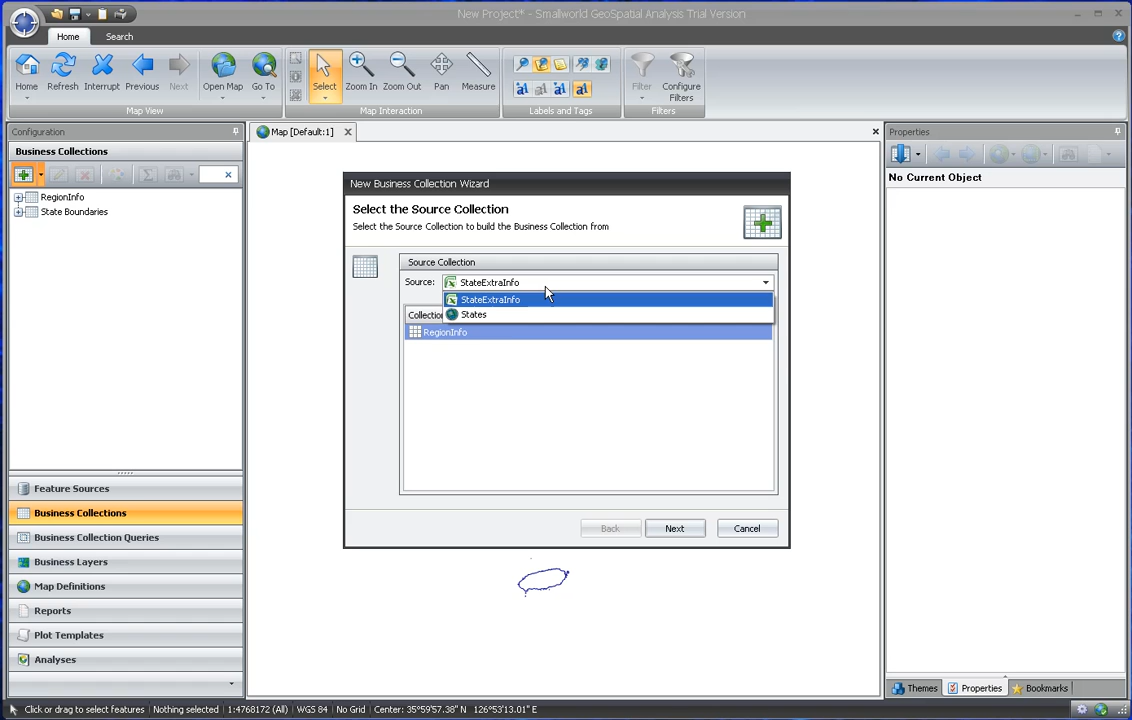 New Project* - Smallworld GeoSpatial Analysis Trial Version
Home Search
Home Refresh Interrupt Previous Next Open Map Go To Select Zoom In Zoom Out Pan Measure Filter Configure Filters
Map View Map Interaction Labels and Tags Filters
Configuration
Map [Default:1]
Properties
Business Collections
No Current Object
RegionInfo
State Boundaries
New Business Collection Wizard
Select the Source Collection
Select the Source Collection to build the Business Collection from
Source Collection
Source: StateExtraInfo
StateExtraInfo
States
RegionInfo
Back Next Cancel
Feature Sources
Business Collections
Business Collection Queries
Business Layers
Map Definitions
Reports
Plot Templates
Analyses
Themes Properties Bookmarks
Click or drag to select features Nothing selected 1:4768172 (All) WGS 84 No Grid Center: 35°59'57.38" N 126°53'13.01" E